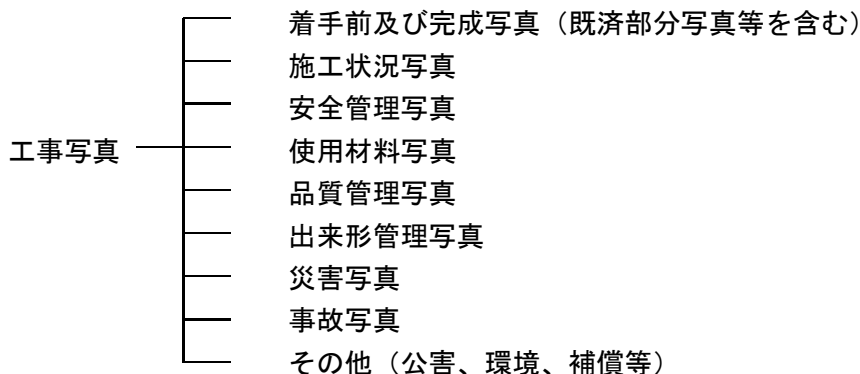 着手前及び完成写真（既済部分写真等を含む）
施工状況写真
安全管理写真
工事写真
使用材料写真
品質管理写真
出来形管理写真
災害写真
事故写真
その他（公害、環境、補償等）